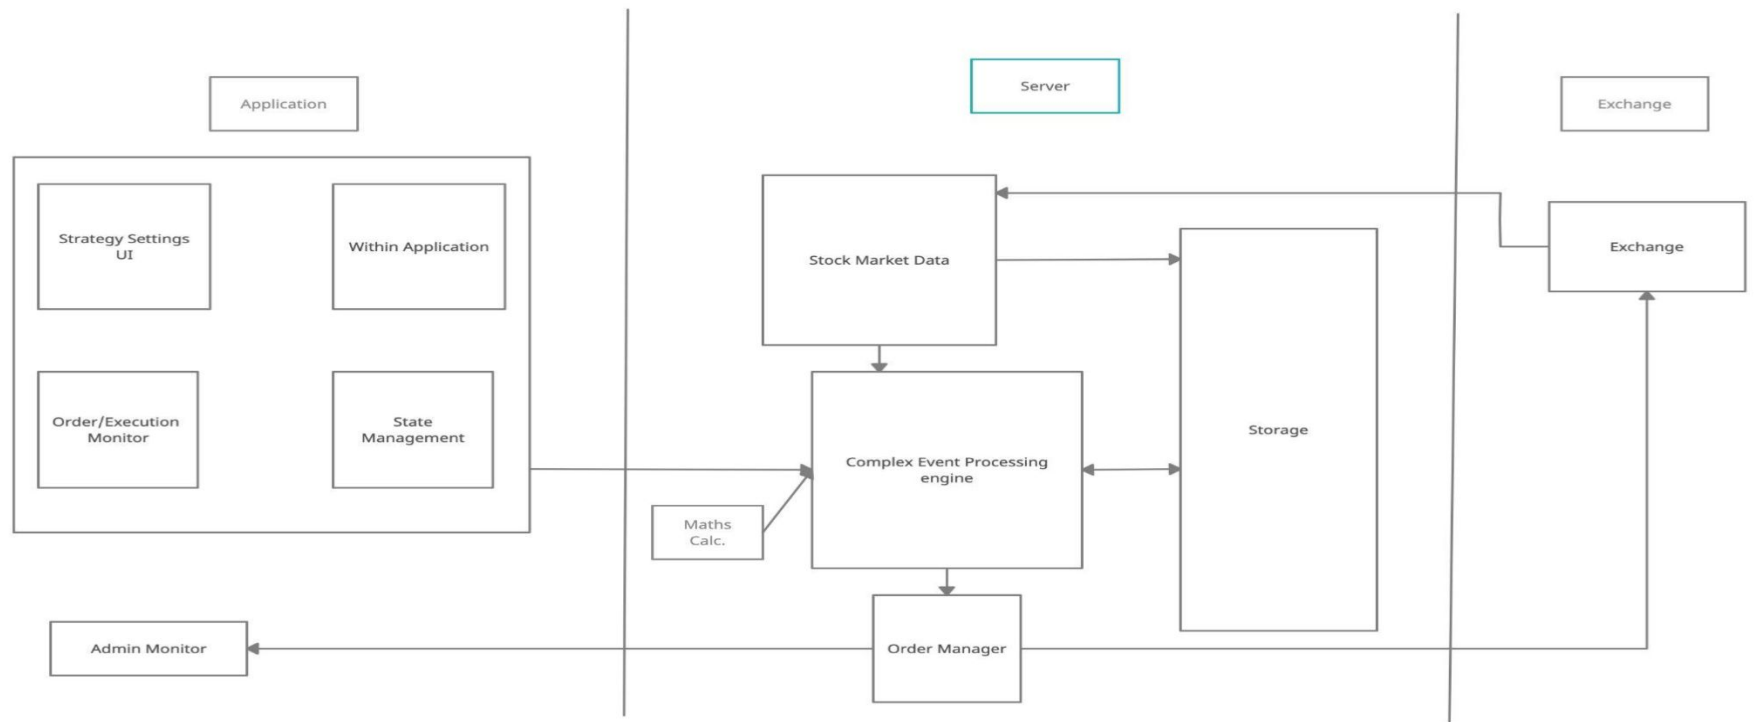 Application
Server
Exchange
Strategy Settings
UI
Within Application
Stock Market Data
Exchange
Order/Execution
Monitor
State
Management
Complex Event Processing
engine
Storage
Maths
Calc.
Admin Monitor
Order Manager